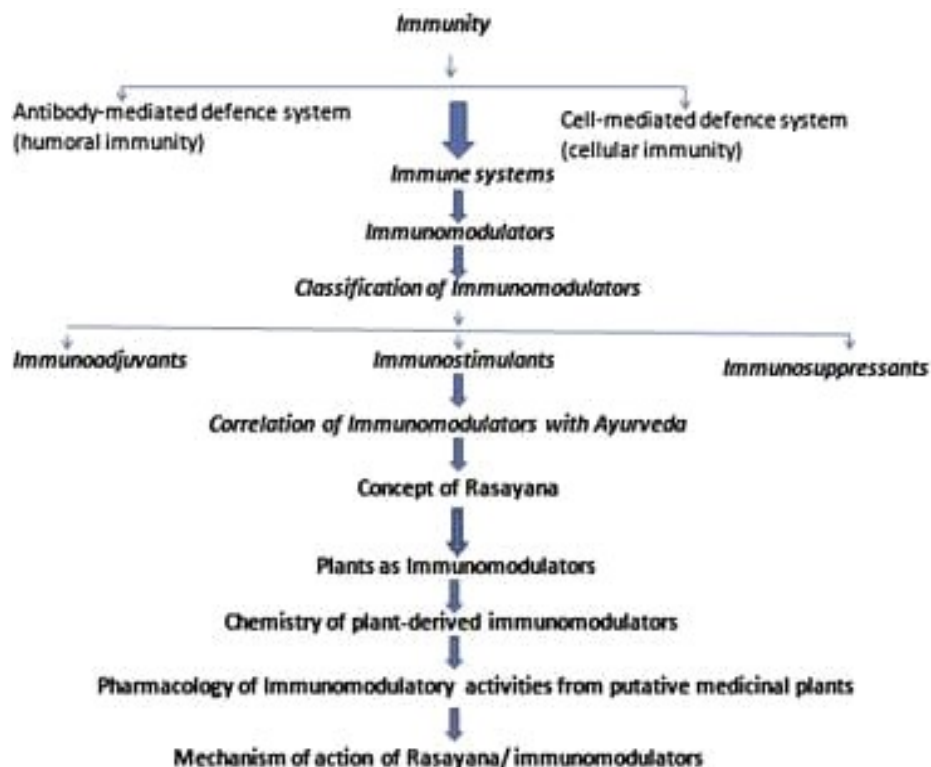 Immunity
Antibody-mediated defence system
(humoral immunity)
Cell-mediated defence system
(cellular immunity)
Immune systems
Immunomodulators
Classification of Immunomodulators
Immunoadjuvants
Immunostimulants
Immunosuppressants
Correlation of Immunomodulators with Ayurveda
Concept of Rasayana
Plants as Immunomodulators
Chemistry of plant-derived immunomodulators
Pharmacology of Immunomodulatory activities from putative medicinal plants
Mechanism of action of Rasayana/ immunomodulators